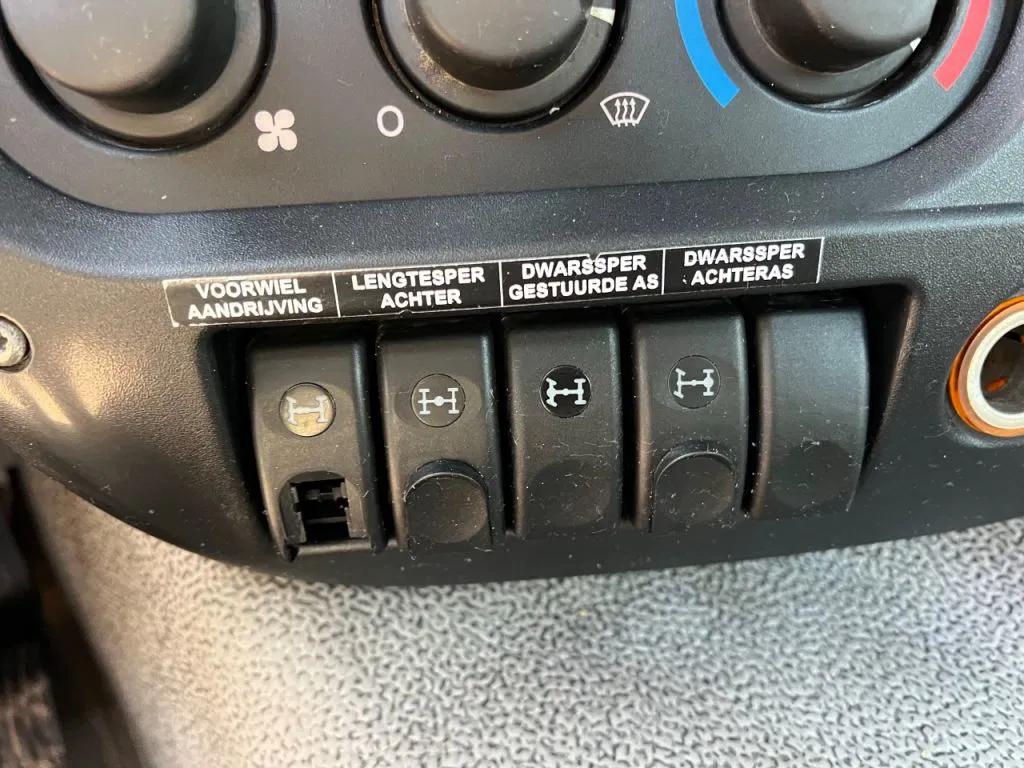 O
VOORWIEL
AANDRIJVING
LENGTESPER
ACHTER
DWARSSPER
GESTUURDE AS
DWARSSPER
ACHTERAS